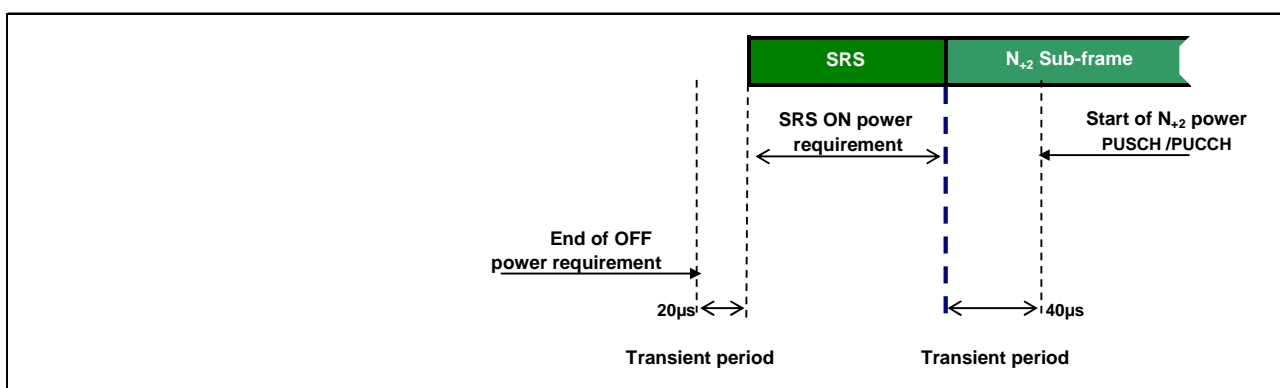 SRS
N+2 Sub-frame
SRS ON power
requirement
Start of N+2 power
PUSCH /PUCCH
End of OFF
power requirement
20µs
40µs
Transient period
Transient period